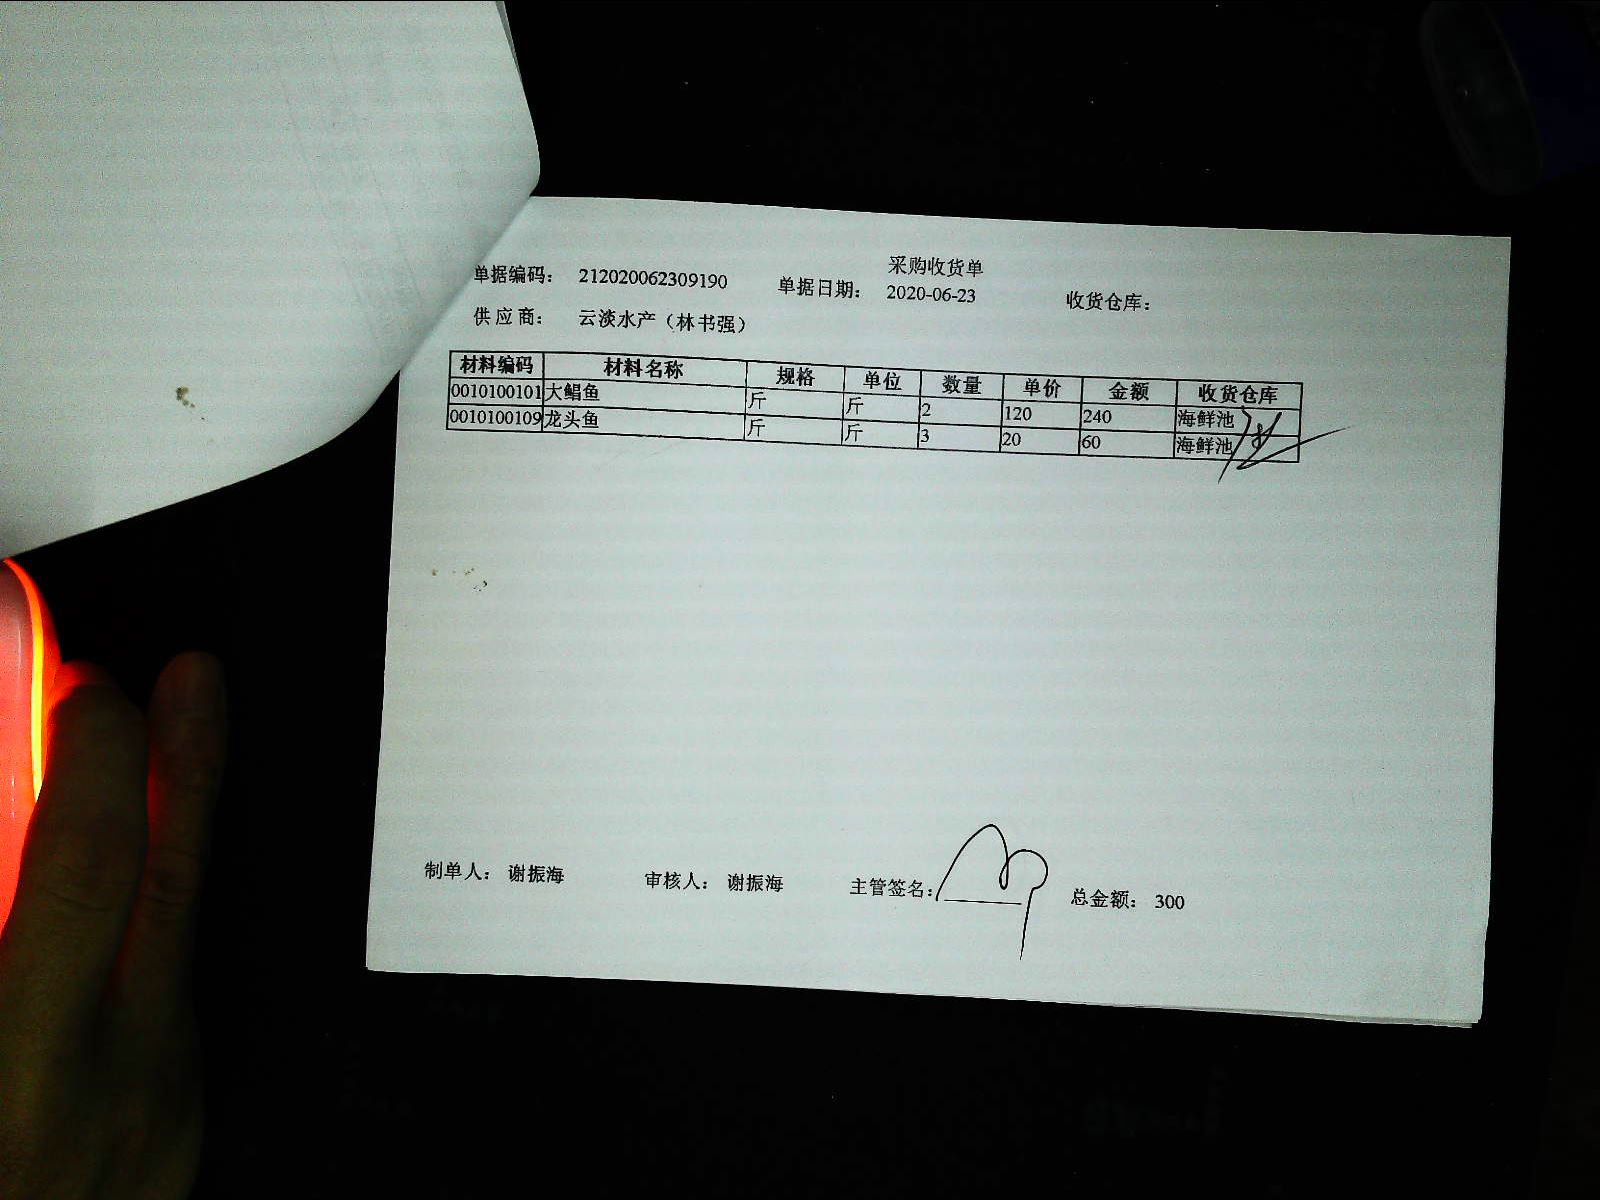 采购收货单
单据编码： 212020062309190 单据日期： 2020-06-23 收货仓库：
供应商： 云淡水产（林书强）
材料编码 材料名称 规格 单位 数量 单价 金额 收货仓库
0010100101 大鲳鱼 斤 斤 2 120 240 海鲜池
0010100109 龙头鱼 斤 斤 3 20 60 海鲜池
制单人： 谢振海 审核人： 谢振海 主管签名： 总金额： 300